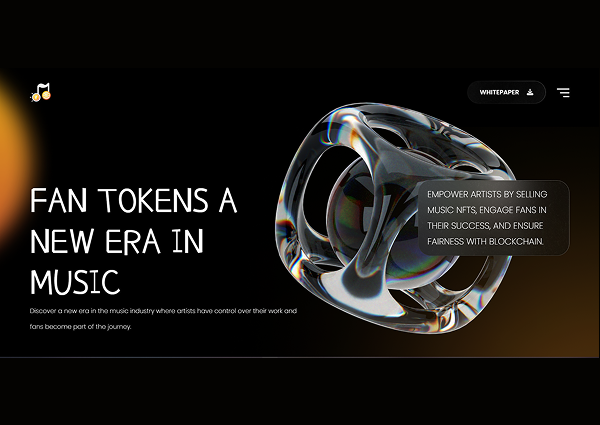 WHITEPAPER
FAN TOKENS A
NEW ERA IN
MUSIC
Discover a new era in the music industry where artists have control over their work and
fans become part of the journey.
EMPOWER ARTISTS BY SELLING
MUSIC NFTS, ENGAGE FANS IN
THEIR SUCCESS, AND ENSURE
FAIRNESS WITH BLOCKCHAIN.